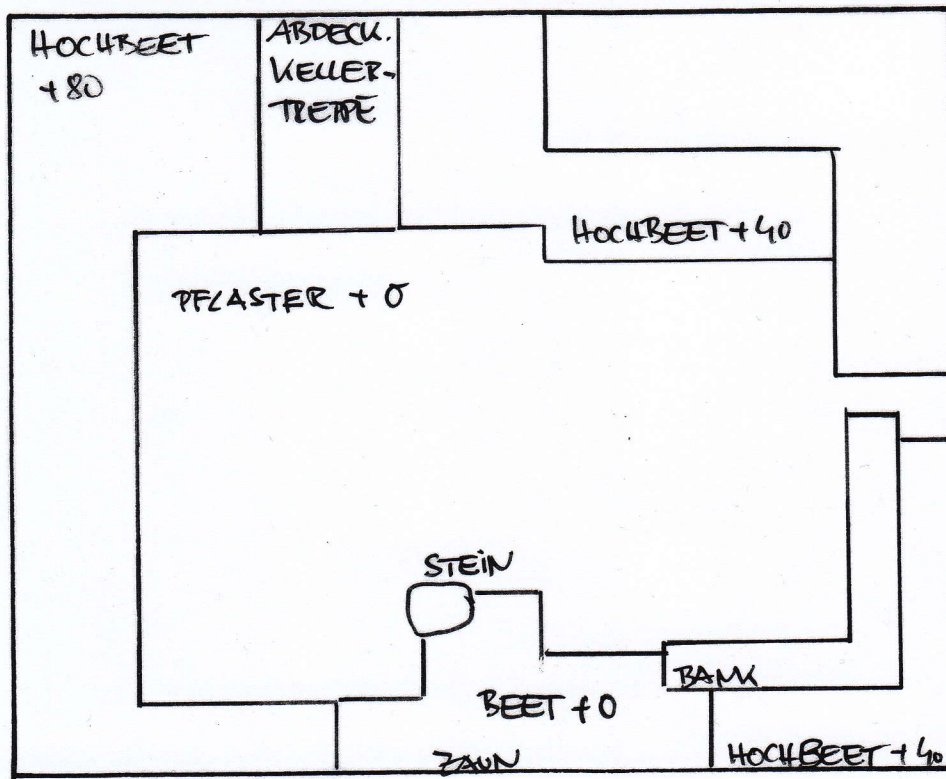 HOCHBEET
+80
ABDECK.
KELLER-
TREPPE
HOCHBEET + 40
PFLASTER + 0
STEIN
BANK
BEET + 0
ZAUN
HOCHBEET + 40